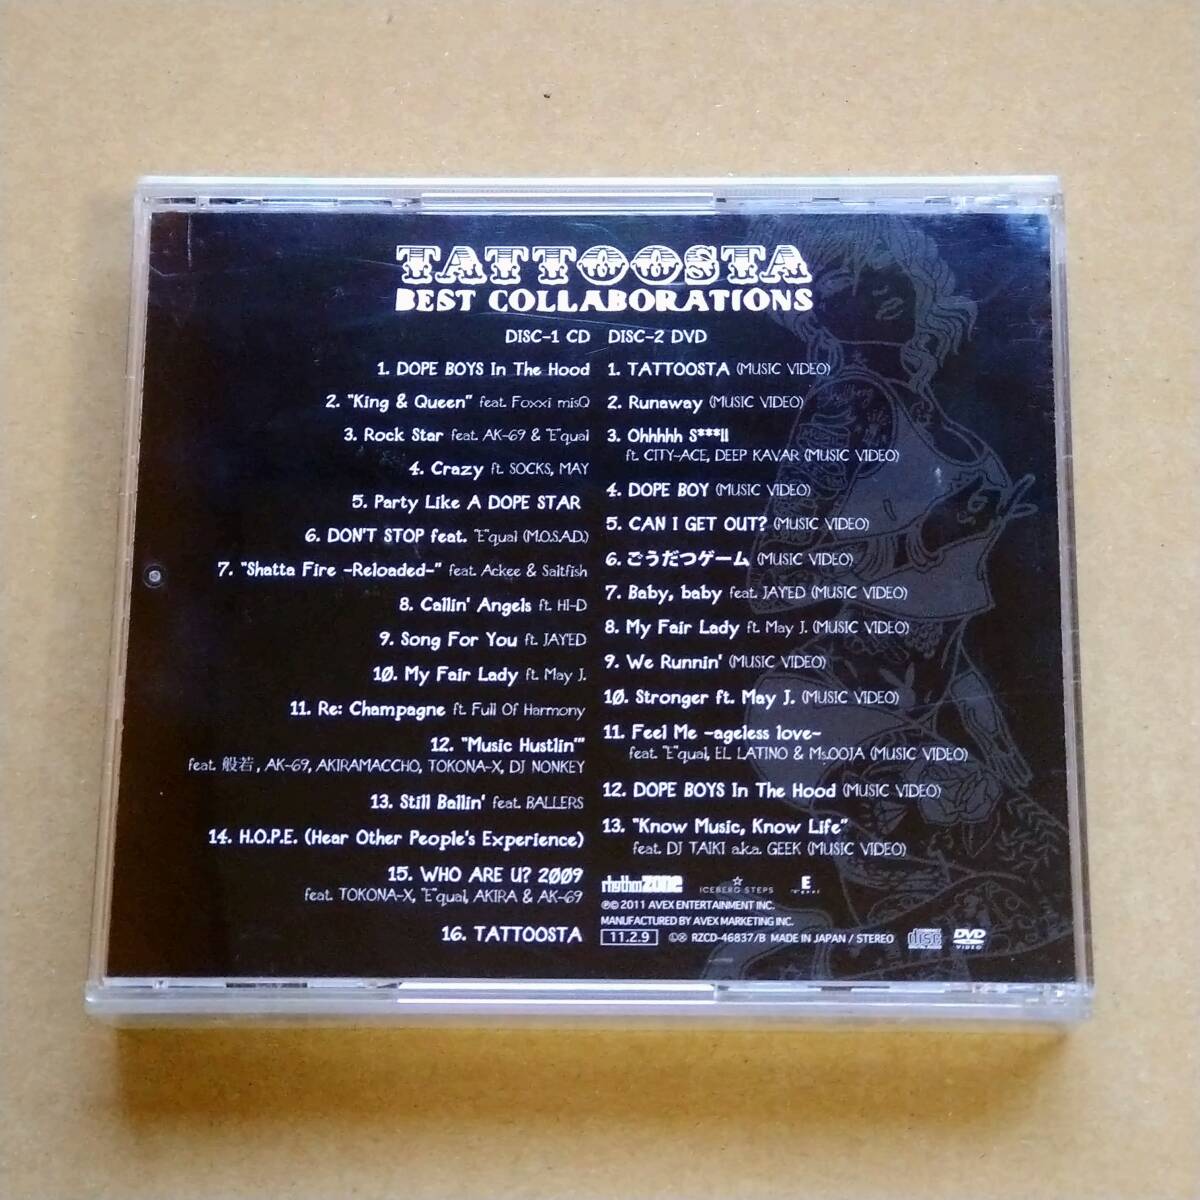 TATTOOSTA
BEST COLLABORATIONS
DISC-1 CD
1. DOPE BOYS In The Hood
2. "King & Queen" feat. Foxxi misQ
3. Rock Star feat. AK-69 & "E"qual
4. Crazy ft. SOCKS, MAY
5. Party Like A DOPE STAR
6. DON'T STOP feat. "E"qual (M.O.S.A.D.)
7. "Shatta Fire -Reloaded-" feat. Ackee & Saltfish
8. Callin' Angels ft. HI-D
9. Song For You ft. JAY'ED
10. My Fair Lady ft. May J.
11. Re: Champagne ft. Full Of Harmony
12. "Music Hustlin'"
feat. 般若, AK-69, AKIRAMACCHO, TOKONA-X, DJ NONKEY
13. Still Ballin' feat. BALLERS
14. H.O.P.E. (Hear Other People's Experience)
15. WHO ARE U? 2009
feat. TOKONA-X, "E"qual, AKIRA & AK-69
16. TATTOOSTA
DISC-2 DVD
1. TATTOOSTA (MUSIC VIDEO)
2. Runaway (MUSIC VIDEO)
3. Ohhhhh S***!!
ft. CITY-ACE, DEEP KAVAR (MUSIC VIDEO)
4. DOPE BOY (MUSIC VIDEO)
5. CAN I GET OUT? (MUSIC VIDEO)
6. ごうだつゲーム (MUSIC VIDEO)
7. Baby, baby feat. JAY'ED (MUSIC VIDEO)
8. My Fair Lady ft. May J. (MUSIC VIDEO)
9. We Runnin' (MUSIC VIDEO)
10. Stronger ft. May J. (MUSIC VIDEO)
11. Feel Me ~ageless love~
feat. "E"qual, EL LATINO & Ms.OOJA (MUSIC VIDEO)
12. DOPE BOYS In The Hood (MUSIC VIDEO)
13. "Know Music, Know Life"
feat. DJ TAIKI a.k.a. GEEK (MUSIC VIDEO)
rhythm ZONE ICEBERG STEPS E
℗© 2011 AVEX ENTERTAINMENT INC.
MANUFACTURED BY AVEX MARKETING INC.
11.2.9 RZCD-46837/B MADE IN JAPAN / STEREO
COMPACT disc DIGITAL AUDIO DVD VIDEO